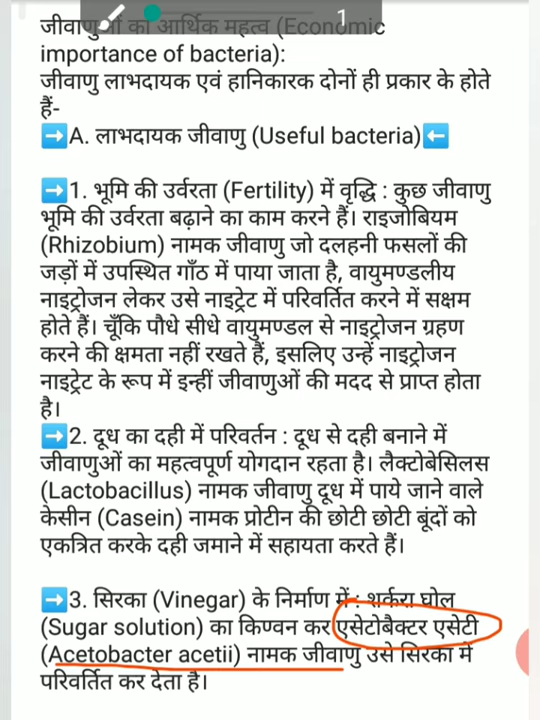 जीवाणुओं का आर्थिक महत्व (Economic
1
importance of bacteria):
जीवाणु लाभदायक एवं हानिकारक दोनों ही प्रकार के होते
हैं-
➡️A. लाभदायक जीवाणु (Useful bacteria)⬅️
➡️1. भूमि की उर्वरता (Fertility) में वृद्धि : कुछ जीवाणु
भूमि की उर्वरता बढ़ाने का काम करने हैं। राइजोबियम
(Rhizobium) नामक जीवाणु जो दलहनी फसलों की
जड़ों में उपस्थित गाँठ में पाया जाता है, वायुमण्डलीय
नाइट्रोजन लेकर उसे नाइट्रेट में परिवर्तित करने में सक्षम
होते हैं। चूँकि पौधे सीधे वायुमण्डल से नाइट्रोजन ग्रहण
करने की क्षमता नहीं रखते हैं, इसलिए उन्हें नाइट्रोजन
नाइट्रेट के रूप में इन्हीं जीवाणुओं की मदद से प्राप्त होता
है।
➡️2. दूध का दही में परिवर्तन : दूध से दही बनाने में
जीवाणुओं का महत्वपूर्ण योगदान रहता है। लैक्टोबेसिलस
(Lactobacillus) नामक जीवाणु दूध में पाये जाने वाले
केसीन (Casein) नामक प्रोटीन की छोटी छोटी बूंदों को
एकत्रित करके दही जमाने में सहायता करते हैं।
➡️3. सिरका (Vinegar) के निर्माण में : शर्करा घोल
(Sugar solution) का किण्वन कर एसेटोबैक्टर एसेटी
(Acetobacter acetii) नामक जीवाणु उसे सिरका में
परिवर्तित कर देता है।